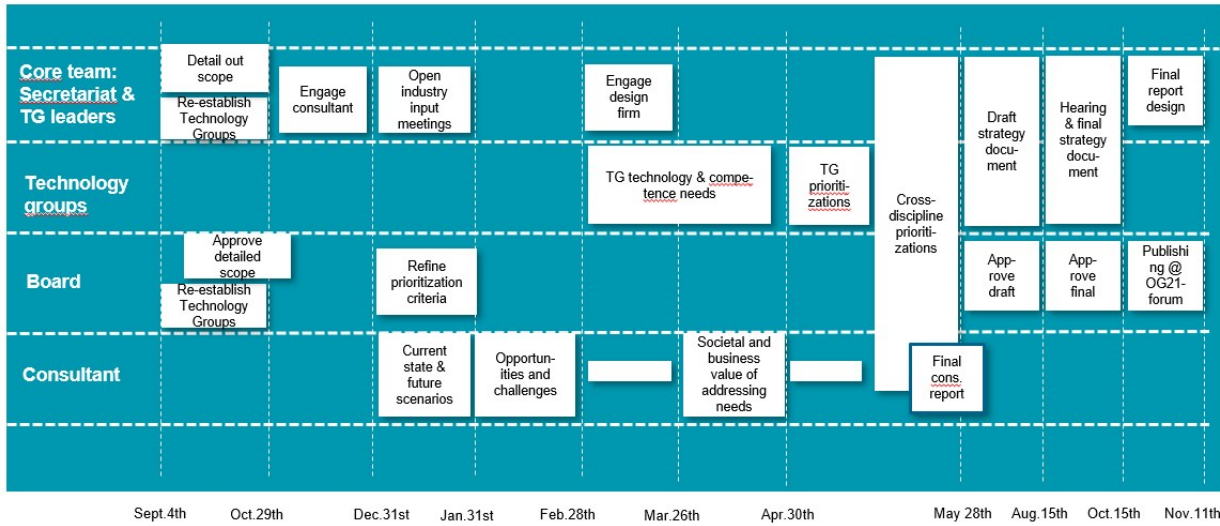 Core team:
Secretariat &
TG leaders
Detail out
scope
Re-establish
Technology
Groups
Engage
consultant
Open
industry
input
meetings
Engage
design
firm
Draft
strategy
docu-
ment
Hearing
& final
strategy
docu-
ment
Final
report
design
Technology
groups
TG technology & compe-
tence needs
TG
prioriti-
zations
Cross-
discipline
prioriti-
zations
Board
Approve
detailed
scope
Re-establish
Technology
Groups
Refine
prioritization
criteria
App-
rove
draft
App-
rove
final
Publishi
ng @
OG21-
forum
Consultant
Current
state &
future
scenarios
Opportun-
ities and
challenges
Societal and
business
value of
addressing
needs
Final
cons.
report
Sept.4th Oct.29th Dec.31st Jan.31st Feb.28th Mar.26th Apr.30th May 28th Aug.15th Oct.15th Nov.11th